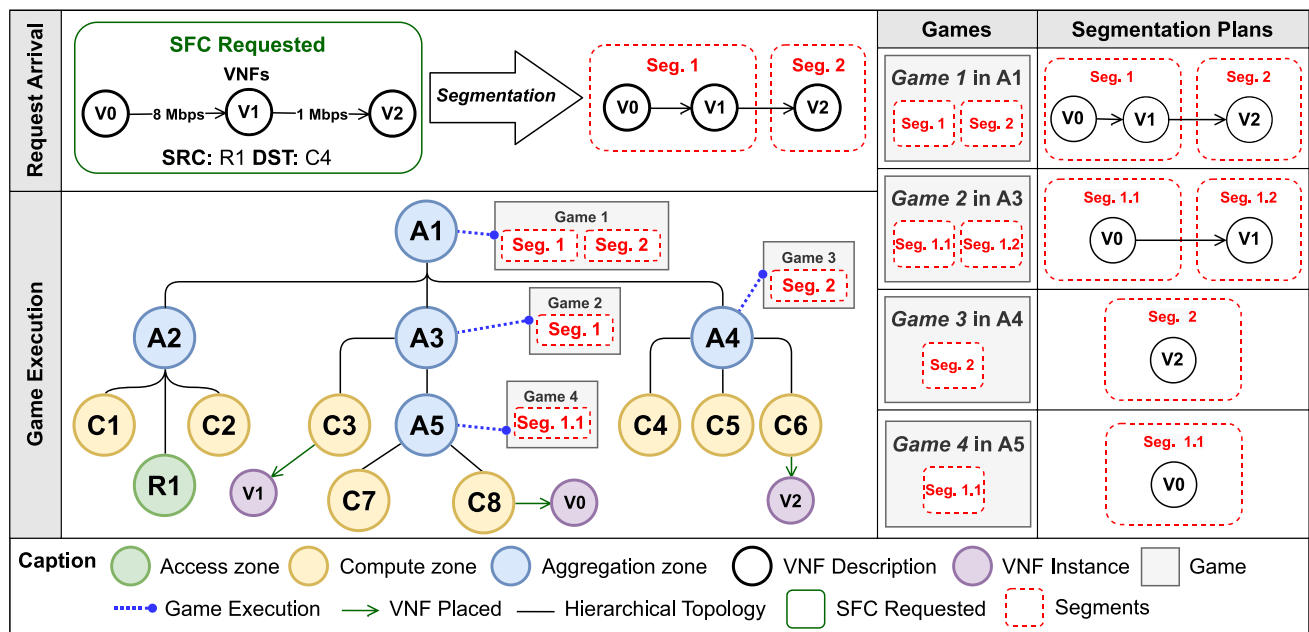 Request Arrival
SFC Requested
VNFs
V0
8 Mbps
V1
1 Mbps
V2
SRC: R1 DST: C4
Segmentation
Seg. 1
Seg. 2
V0
V1
V2
Games
Segmentation Plans
Game 1 in A1
Seg. 1
Seg. 2
Seg. 1
Seg. 2
V0
V1
V2
Game 2 in A3
Seg. 1.1
Seg. 1.2
Seg. 1.1
Seg. 1.2
V0
V1
Game 3 in A4
Seg. 2
Seg. 2
V2
Game 4 in A5
Seg. 1.1
Seg. 1.1
V0
Game Execution
A1
Game 1
Seg. 1
Seg. 2
Game 3
Seg. 2
A2
A3
Game 2
Seg. 1
A4
C1
C2
C3
A5
Game 4
Seg. 1.1
C4
C5
C6
R1
V1
C7
C8
V0
V2
Caption
Access zone
Compute zone
Aggregation zone
VNF Description
VNF Instance
Game
Game Execution
VNF Placed
Hierarchical Topology
SFC Requested
Segments